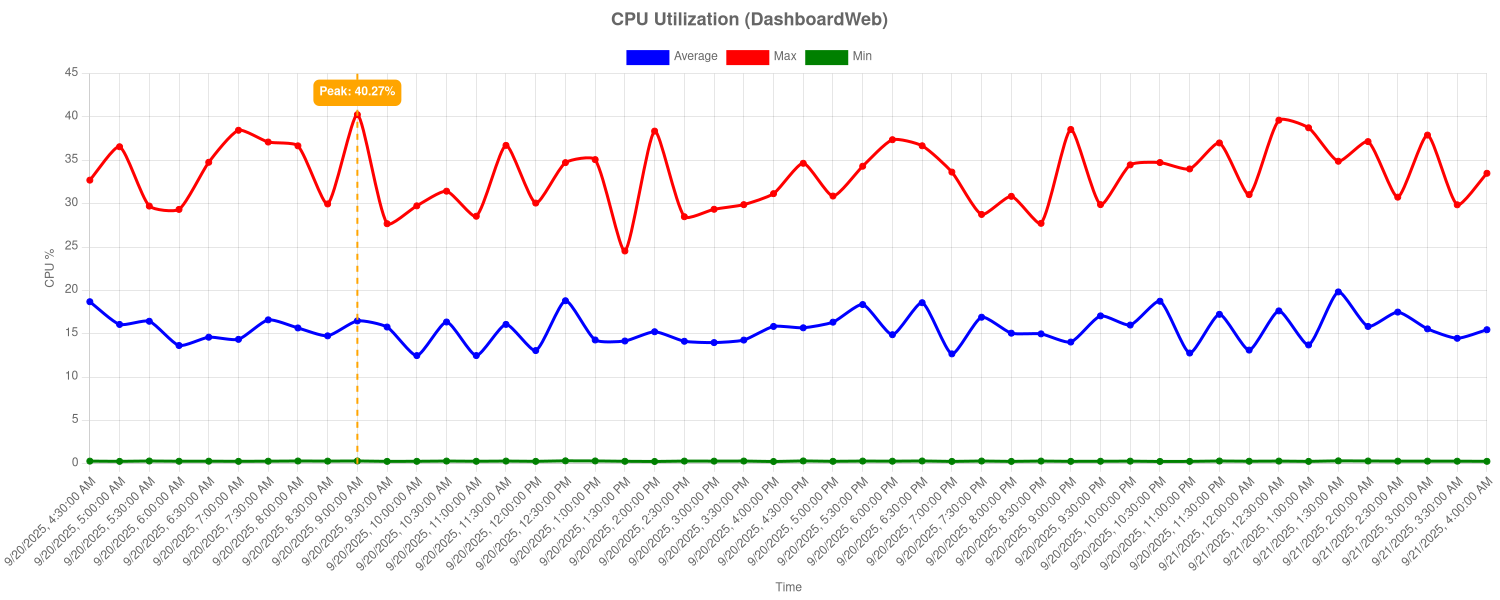 CPU Utilization (DashboardWeb)
Average
Max
Min
Peak: 40.27%
45
40
35
30
25
20
15
10
5
0
CPU %
9/20/2025, 4:30:00 AM
9/20/2025, 5:00:00 AM
9/20/2025, 5:30:00 AM
9/20/2025, 6:00:00 AM
9/20/2025, 6:30:00 AM
9/20/2025, 7:00:00 AM
9/20/2025, 7:30:00 AM
9/20/2025, 8:00:00 AM
9/20/2025, 8:30:00 AM
9/20/2025, 9:00:00 AM
9/20/2025, 9:30:00 AM
9/20/2025, 10:00:00 AM
9/20/2025, 10:30:00 AM
9/20/2025, 11:00:00 AM
9/20/2025, 11:30:00 AM
9/20/2025, 12:00:00 PM
9/20/2025, 12:30:00 PM
9/20/2025, 1:00:00 PM
9/20/2025, 1:30:00 PM
9/20/2025, 2:00:00 PM
9/20/2025, 2:30:00 PM
9/20/2025, 3:00:00 PM
9/20/2025, 3:30:00 PM
9/20/2025, 4:00:00 PM
9/20/2025, 4:30:00 PM
9/20/2025, 5:00:00 PM
9/20/2025, 5:30:00 PM
9/20/2025, 6:00:00 PM
9/20/2025, 6:30:00 PM
9/20/2025, 7:00:00 PM
9/20/2025, 7:30:00 PM
9/20/2025, 8:00:00 PM
9/20/2025, 8:30:00 PM
9/20/2025, 9:00:00 PM
9/20/2025, 9:30:00 PM
9/20/2025, 10:00:00 PM
9/20/2025, 10:30:00 PM
9/20/2025, 11:00:00 PM
9/20/2025, 11:30:00 PM
9/21/2025, 12:00:00 AM
9/21/2025, 12:30:00 AM
9/21/2025, 1:00:00 AM
9/21/2025, 1:30:00 AM
9/21/2025, 2:00:00 AM
9/21/2025, 2:30:00 AM
9/21/2025, 3:00:00 AM
9/21/2025, 3:30:00 AM
9/21/2025, 4:00:00 AM
Time